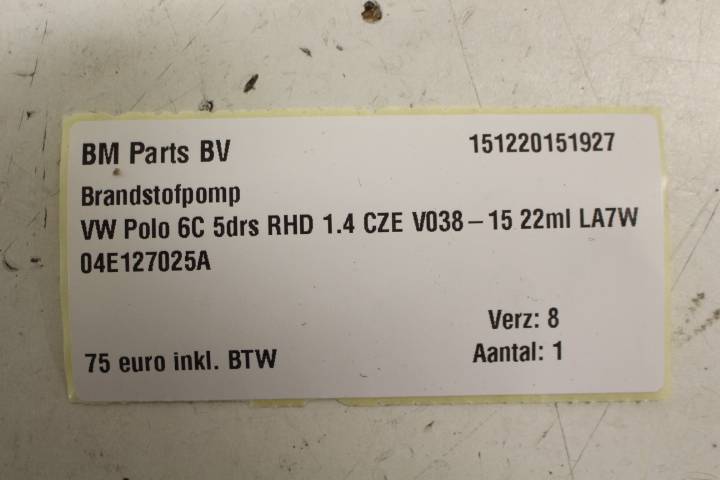 BM Parts BV 151220151927
Brandstofpomp
VW Polo 6C 5drs RHD 1.4 CZE V038-15 22ml LA7W
04E127025A
Verz: 8
75 euro inkl. BTW Aantal: 1